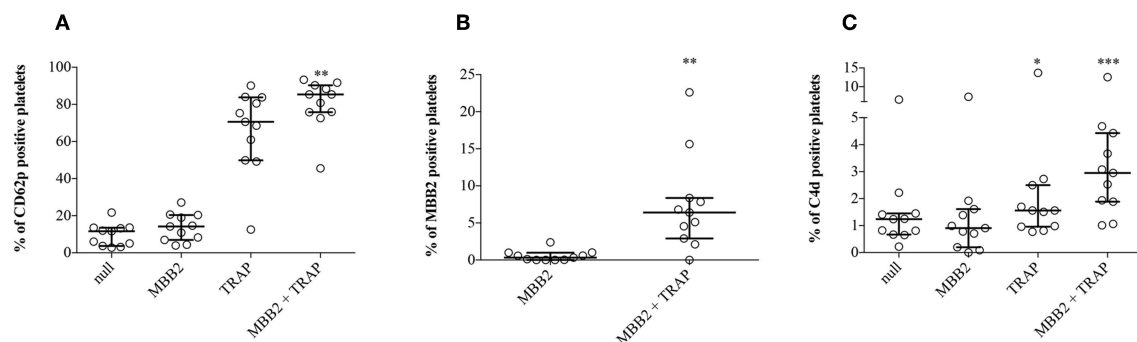 A
% of CD62p positive platelets
100
80
60
40
20
0
**
null
MBB2
TRAP
MBB2 + TRAP
B
% of MBB2 positive platelets
25
20
15
10
5
0
**
MBB2
MBB2 + TRAP
C
% of C4d positive platelets
15
10
5
4
3
2
1
0
*
***
null
MBB2
TRAP
MBB2 + TRAP